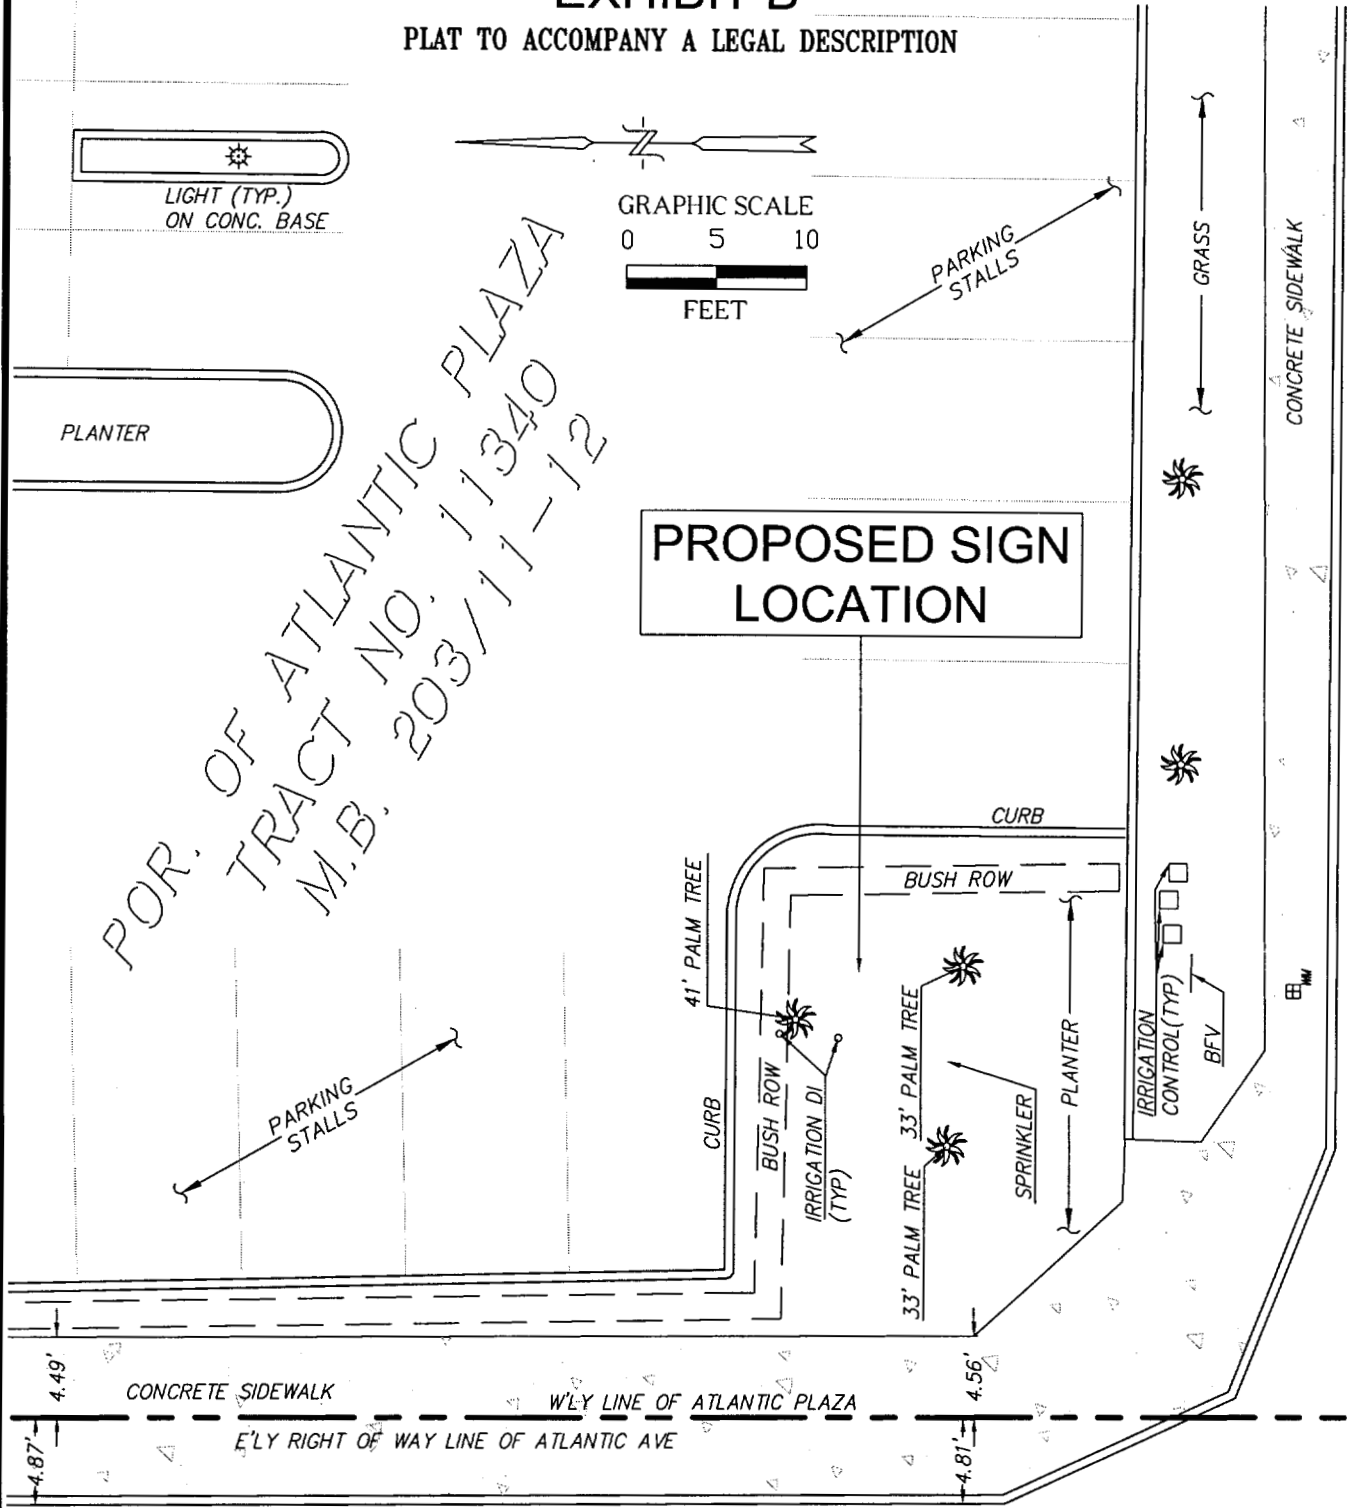 PLAT TO ACCOMPANY A LEGAL DESCRIPTION
LIGHT (TYP.)
ON CONC. BASE
GRAPHIC SCALE
0 5 10
FEET
PARKING
STALLS
GRASS
CONCRETE SIDEWALK
PLANTER
POR. OF ATLANTIC PLAZA
TRACT NO. 11340
M.B. 203/11-12
PROPOSED SIGN
LOCATION
CURB
BUSH ROW
41' PALM TREE
33' PALM TREE
PLANTER
IRRIGATION
CONTROL(TYP)
BFV
WM
PARKING
STALLS
CURB
BUSH ROW
IRRIGATION DI
(TYP)
33' PALM TREE
SPRINKLER
4.49'
CONCRETE SIDEWALK
W'LY LINE OF ATLANTIC PLAZA
4.56'
4.87'
E'LY RIGHT OF WAY LINE OF ATLANTIC AVE
4.81'